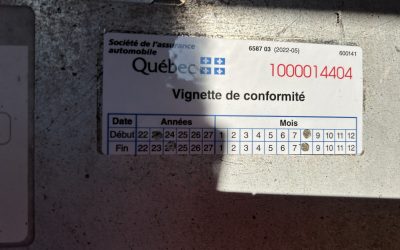 Société de l'assurance
automobile
6587 03 (2022-05)
600141
Québec
1000014404
Vignette de conformité
Date Années Mois
Début 22 24 25 26 27 1 2 3 4 5 6 7 9 10 11 12
Fin 22 23 25 26 27 1 2 3 4 5 6 7 9 10 11 12